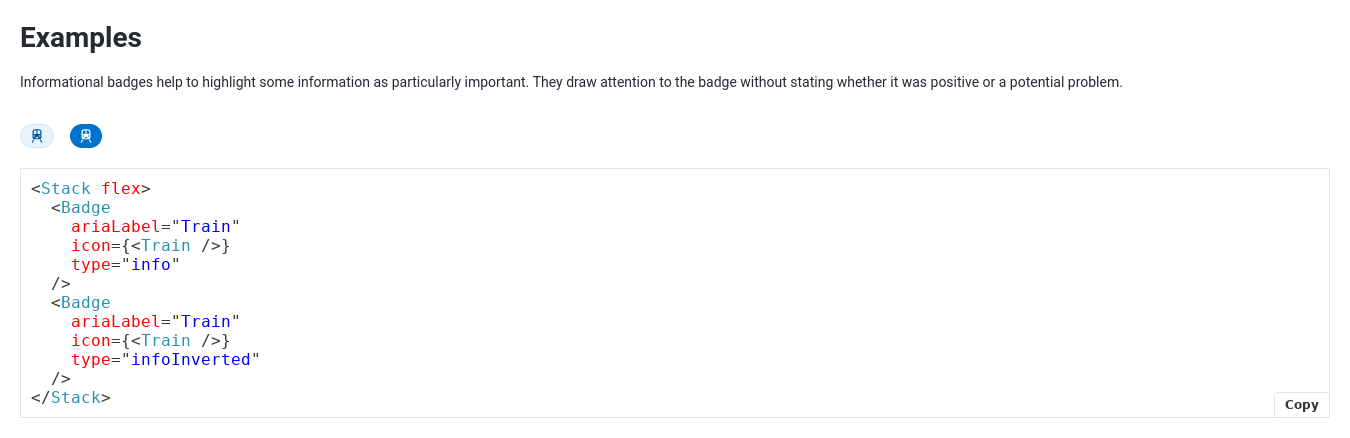 Examples
Informational badges help to highlight some information as particularly important. They draw attention to the badge without stating whether it was positive or a potential problem.
<Stack flex>
  <Badge
    ariaLabel="Train"
    icon={<Train />}
    type="info"
  />
  <Badge
    ariaLabel="Train"
    icon={<Train />}
    type="infoInverted"
  />
</Stack>
Copy